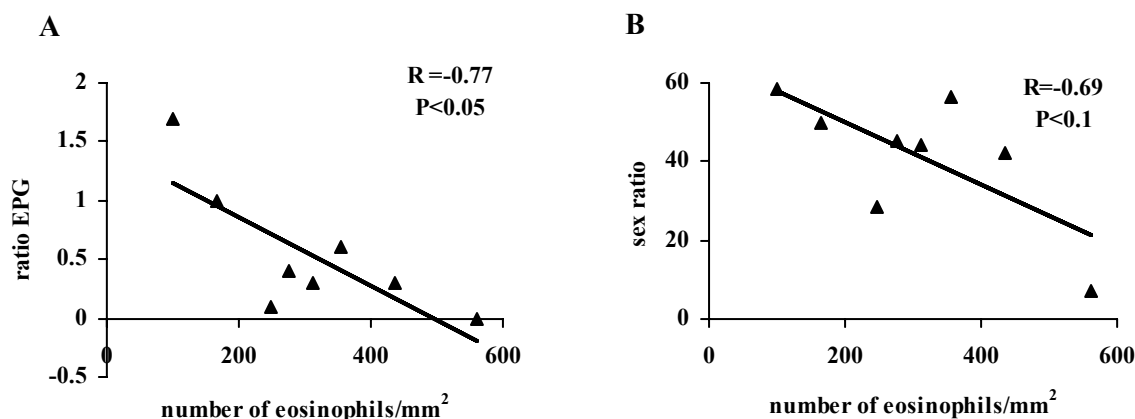 A
R =-0.77
P<0.05
2
1.5
1
0.5
0
-0.5
0
200
400
600
ratio EPG
number of eosinophils/mm²
B
R=-0.69
P<0.1
60
40
20
0
0
200
400
600
sex ratio
number of eosinophils/mm²